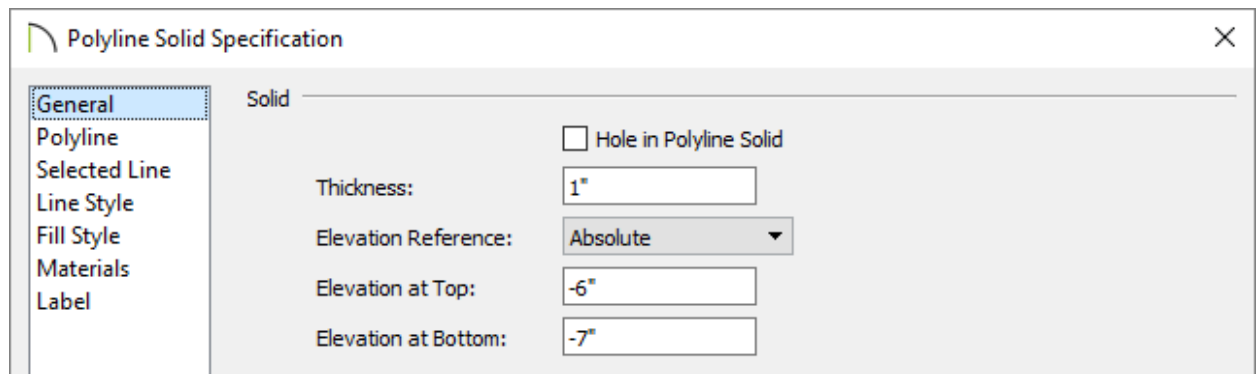 Polyline Solid Specification
General
Polyline
Selected Line
Line Style
Fill Style
Materials
Label
Solid
Hole in Polyline Solid
Thickness: 1"
Elevation Reference: Absolute
Elevation at Top: -6"
Elevation at Bottom: -7"